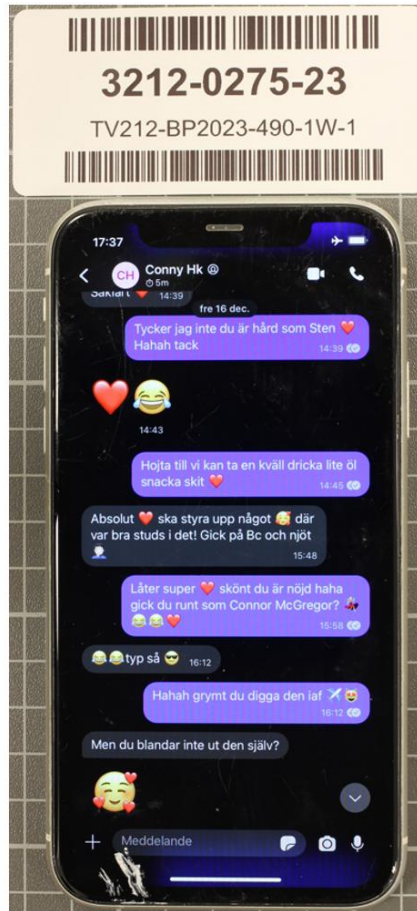 3212-0275-23
TV212-BP2023-490-1W-1
17:37
CH Conny Hk
5m
Såklart ❤️ 14:39
fre 16 dec.
Tycker jag inte du är hård som Sten ❤️
Hahah tack
14:39
❤️😂
14:43
Hojta till vi kan ta en kväll dricka lite öl
snacka skit ❤️
14:45
Absolut ❤️ ska styra upp något 🥰 där
var bra studs i det! Gick på Bc och njöt
15:48
Låter super ❤️ skönt du är nöjd haha
gick du runt som Connor McGregor?
😂😂❤️
15:58
😂😂typ så 😎 16:12
Hahah grymt du digga den iaf
16:12
Men du blandar inte ut den själv?
🥰
Meddelande